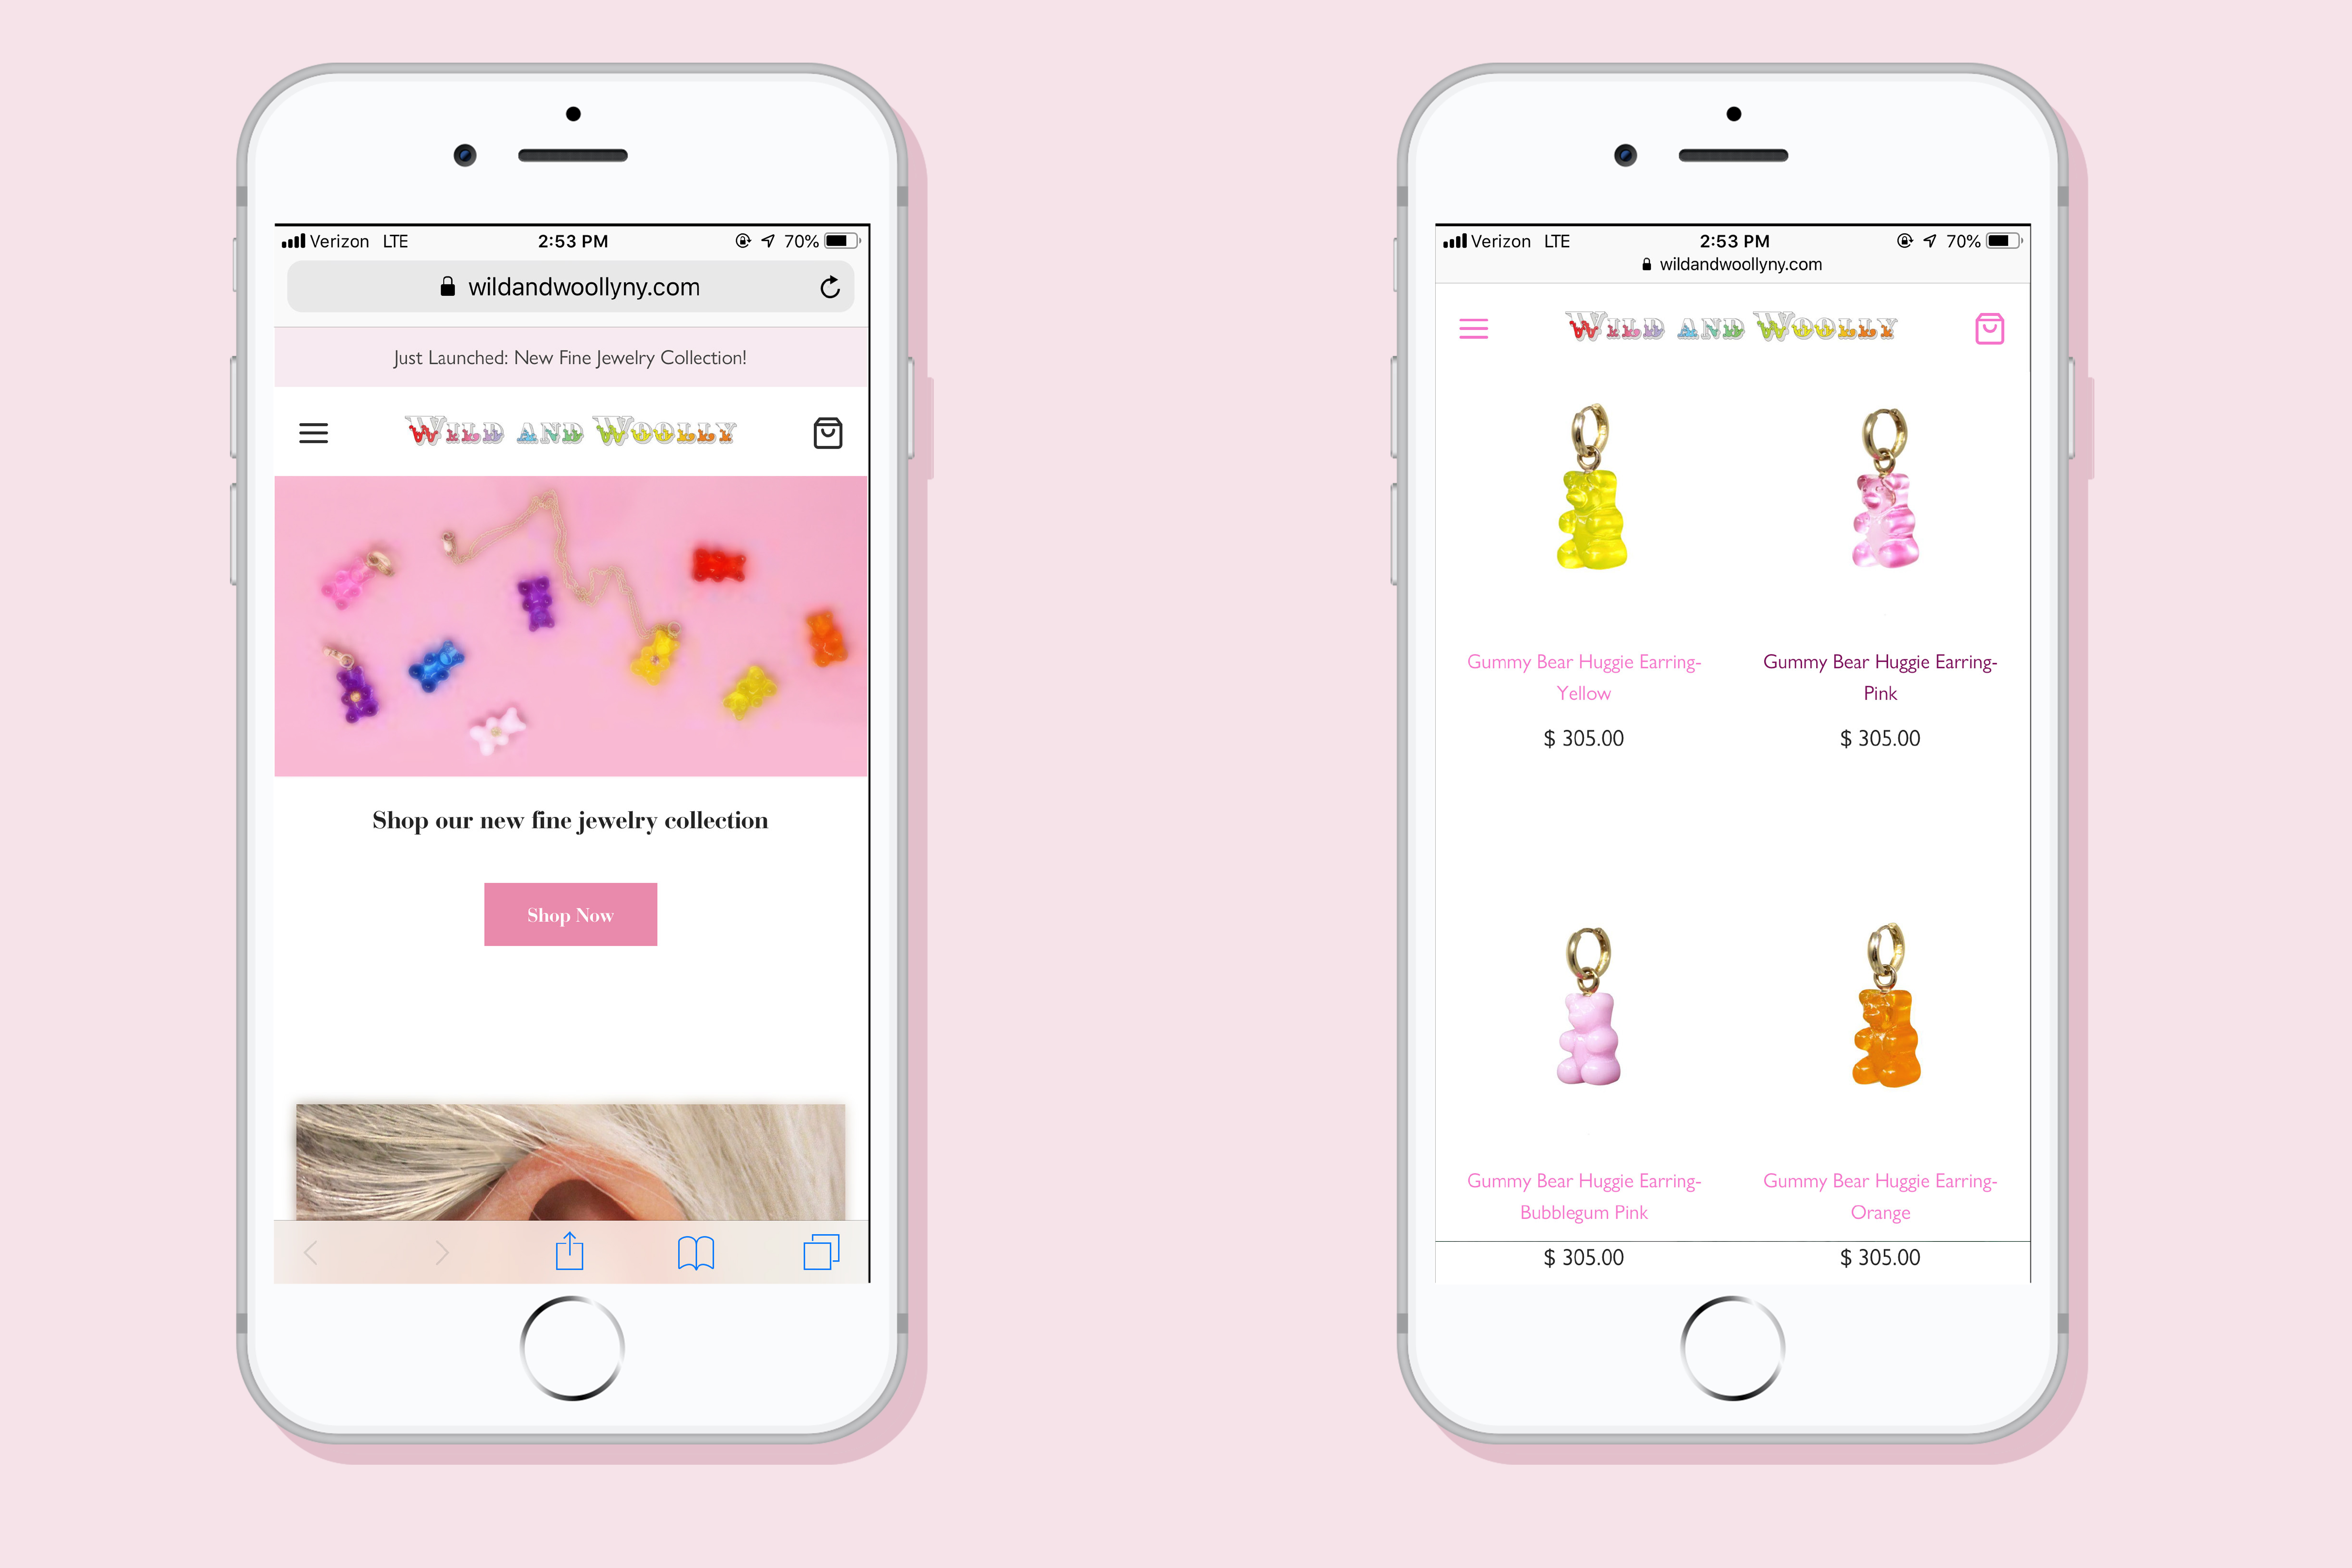 Verizon LTE 2:53 PM 70%
wildandwoollyny.com
Just Launched: New Fine Jewelry Collection!
WILD AND WOOLLY
Shop our new fine jewelry collection
Shop Now
Verizon LTE 2:53 PM 70%
wildandwoollyny.com
WILD AND WOOLLY
Gummy Bear Huggie Earring-
Yellow
$ 305.00
Gummy Bear Huggie Earring-
Pink
$ 305.00
Gummy Bear Huggie Earring-
Bubblegum Pink
$ 305.00
Gummy Bear Huggie Earring-
Orange
$ 305.00